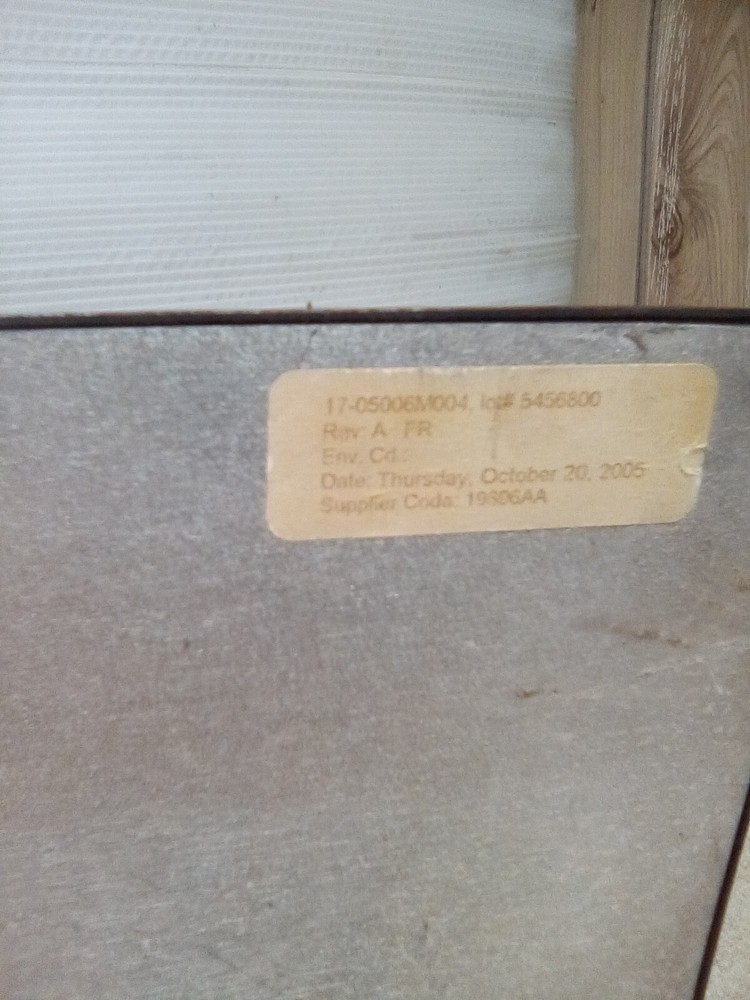 17-05006M004, lot# 5456800
Rev: A FR
Env. Cd.:
Date: Thursday, October 20, 2005
Supplier Code: 19806AA